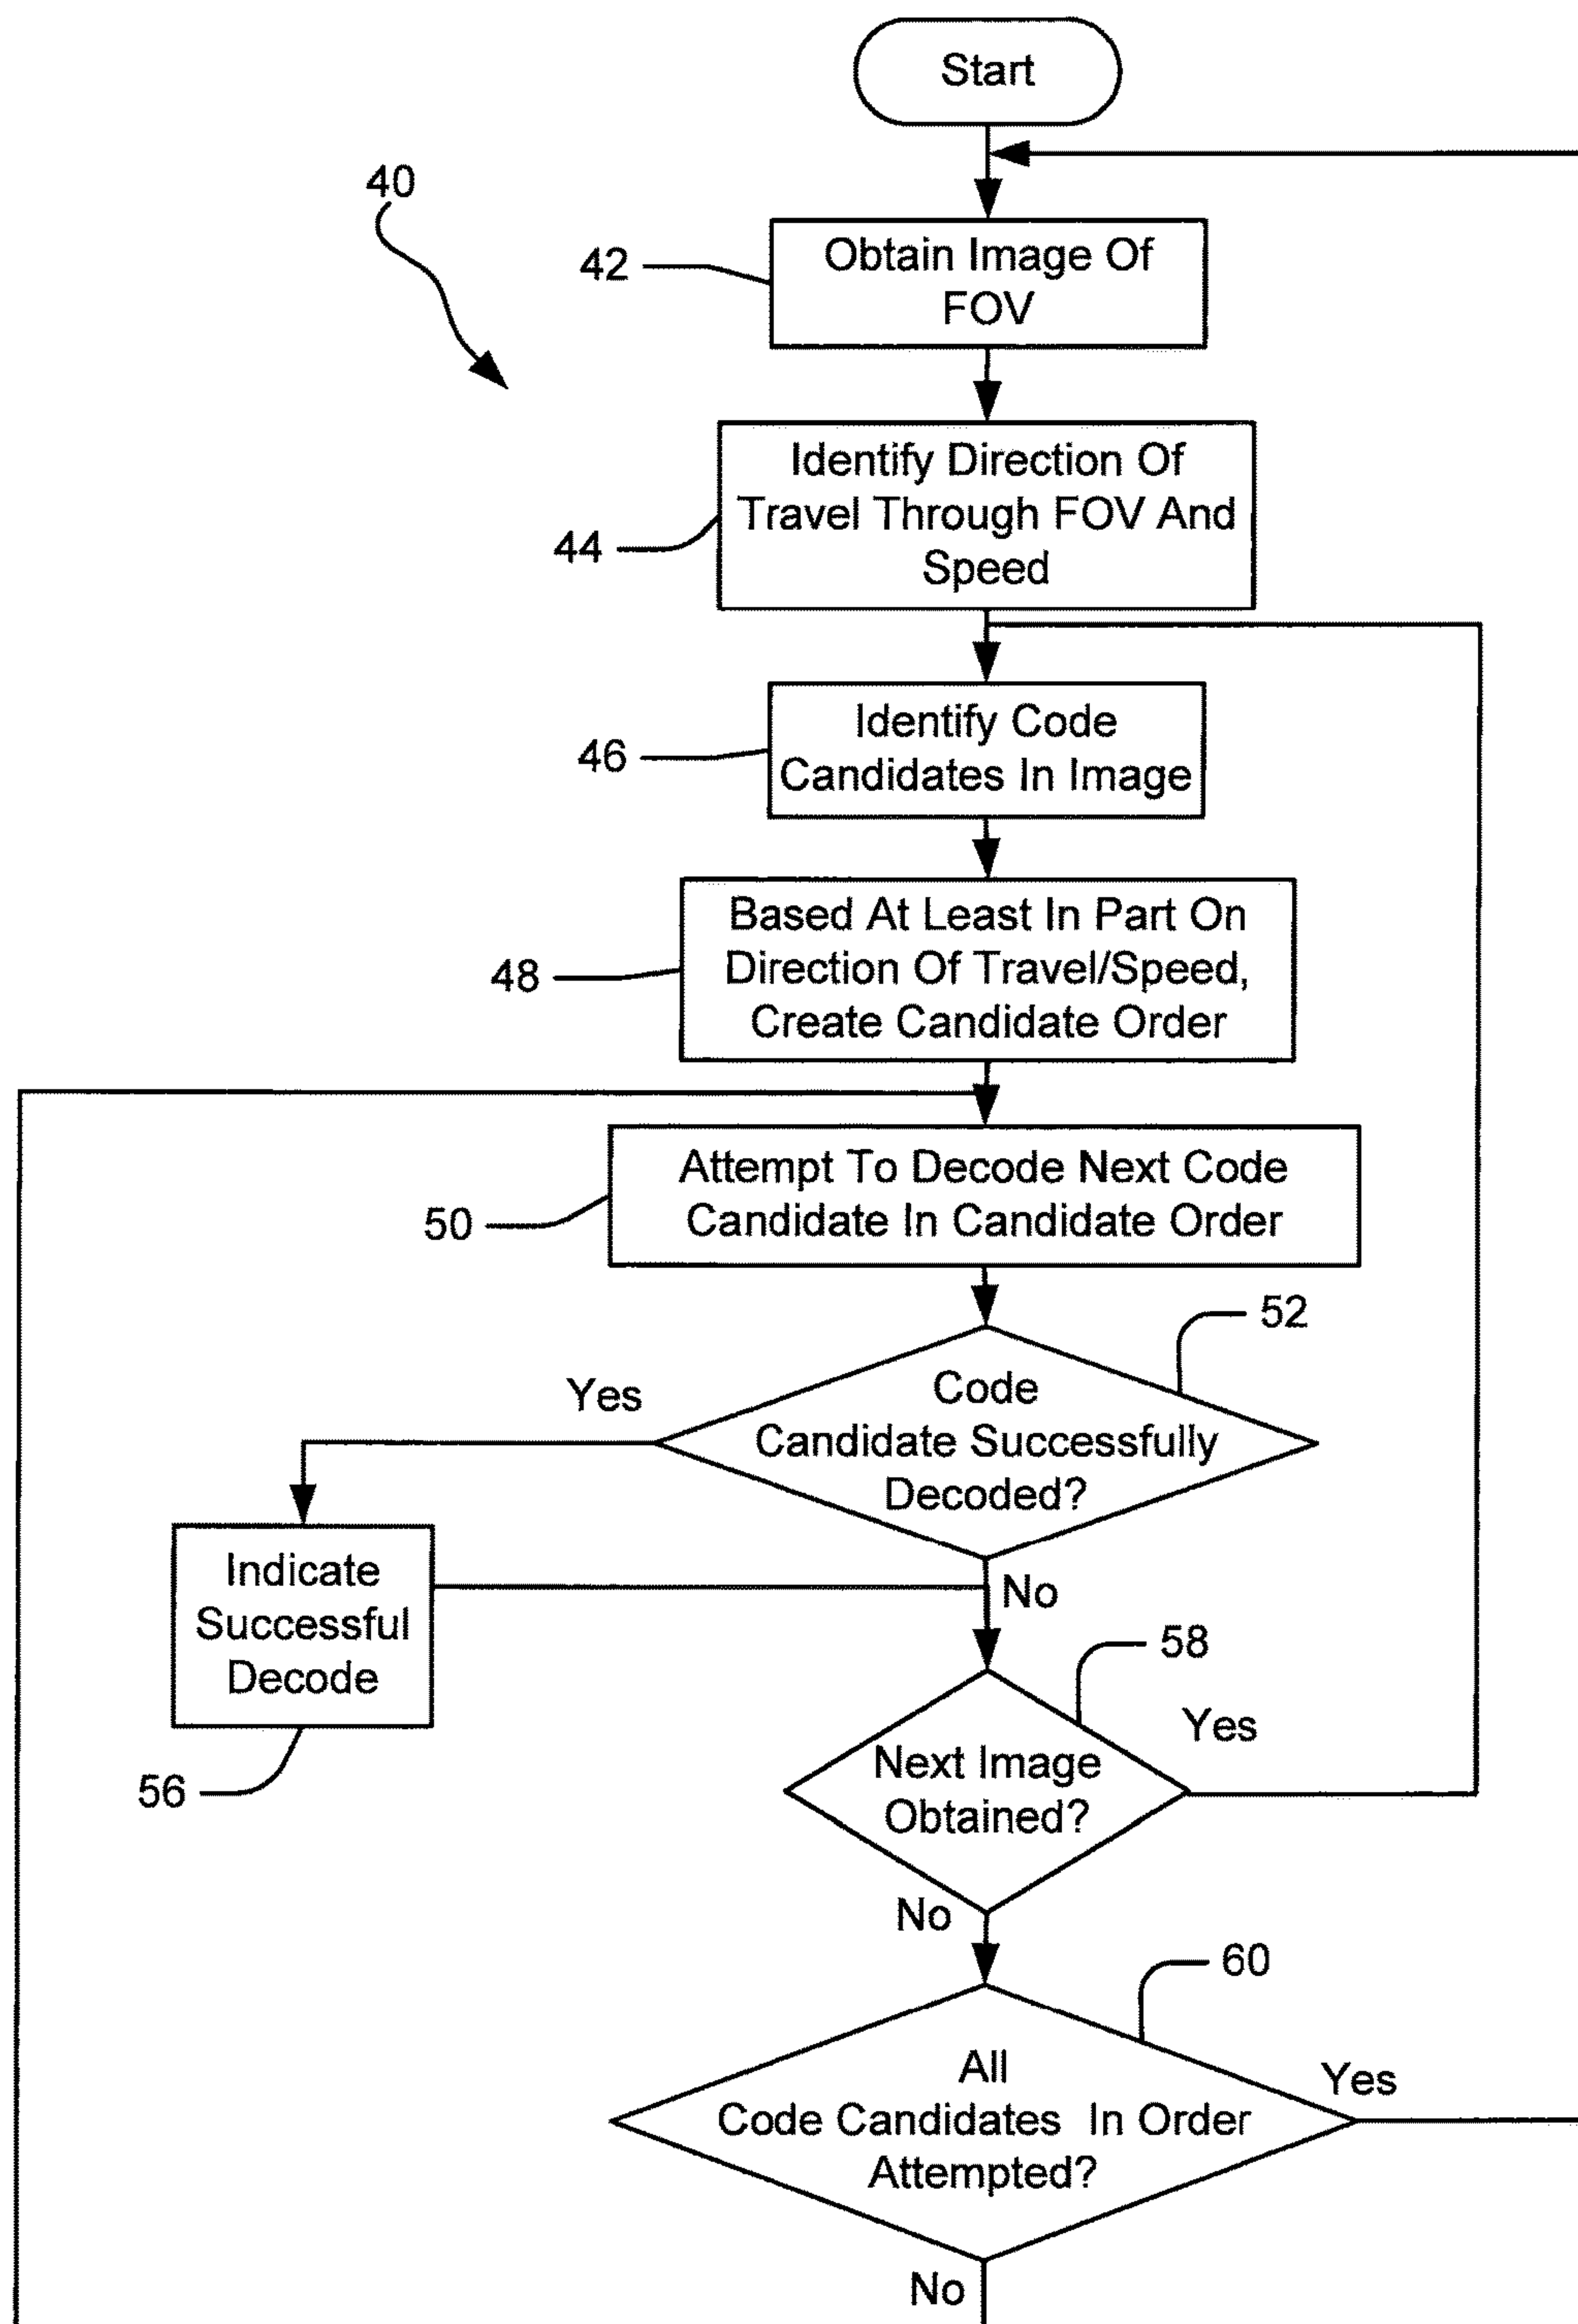 Start
40
42
Obtain Image Of
FOV
Identify Direction Of
Travel Through FOV And
Speed
44
Identify Code
Candidates In Image
46
Based At Least In Part On
Direction Of Travel/Speed,
Create Candidate Order
48
Attempt To Decode Next Code
Candidate In Candidate Order
50
52
Yes
Code
Candidate Successfully
Decoded?
Indicate
Successful
Decode
No
56
58
Yes
Next Image
Obtained?
No
60
All
Code Candidates In Order
Attempted?
Yes
No